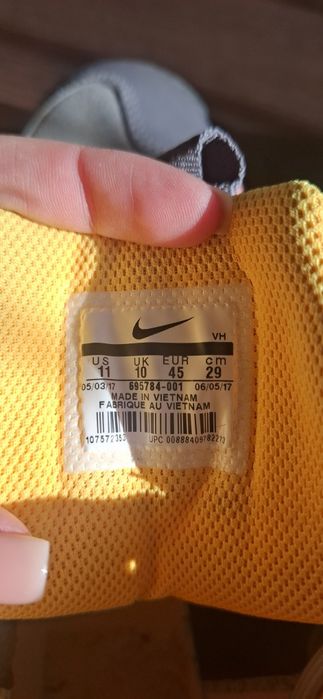 VH
US UK EUR cm
11 10 45 29
05/03/17 695784-001 06/05/17
MADE IN VIETNAM
FABRIQUE AU VIETNAM
UPC